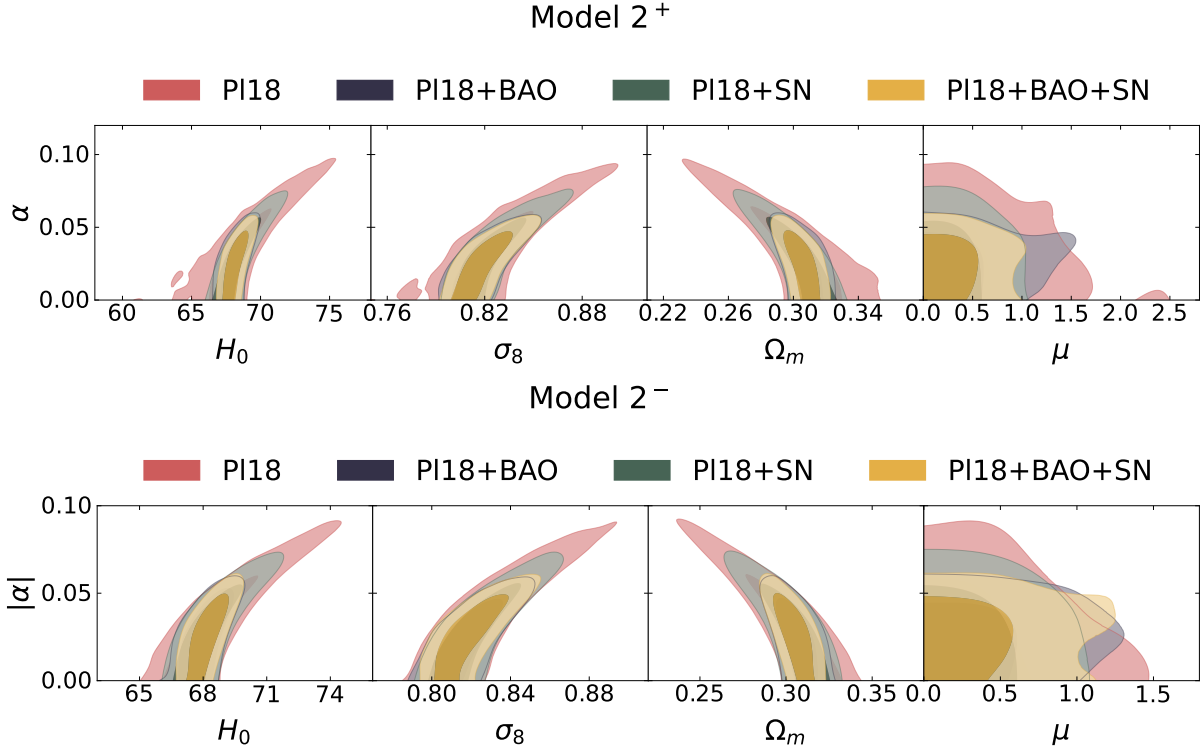 Model 2⁺
Pl18 Pl18+BAO Pl18+SN Pl18+BAO+SN
0.10
0.05
0.00
α
60 65 70 75 0.76 0.82 0.88 0.22 0.26 0.30 0.34 0.0 0.5 1.0 1.5 2.0 2.5
H₀ σ₈ Ωₘ μ
Model 2⁻
Pl18 Pl18+BAO Pl18+SN Pl18+BAO+SN
0.10
0.05
0.00
|α|
65 68 71 74 0.80 0.84 0.88 0.25 0.30 0.35 0.0 0.5 1.0 1.5
H₀ σ₈ Ωₘ μ